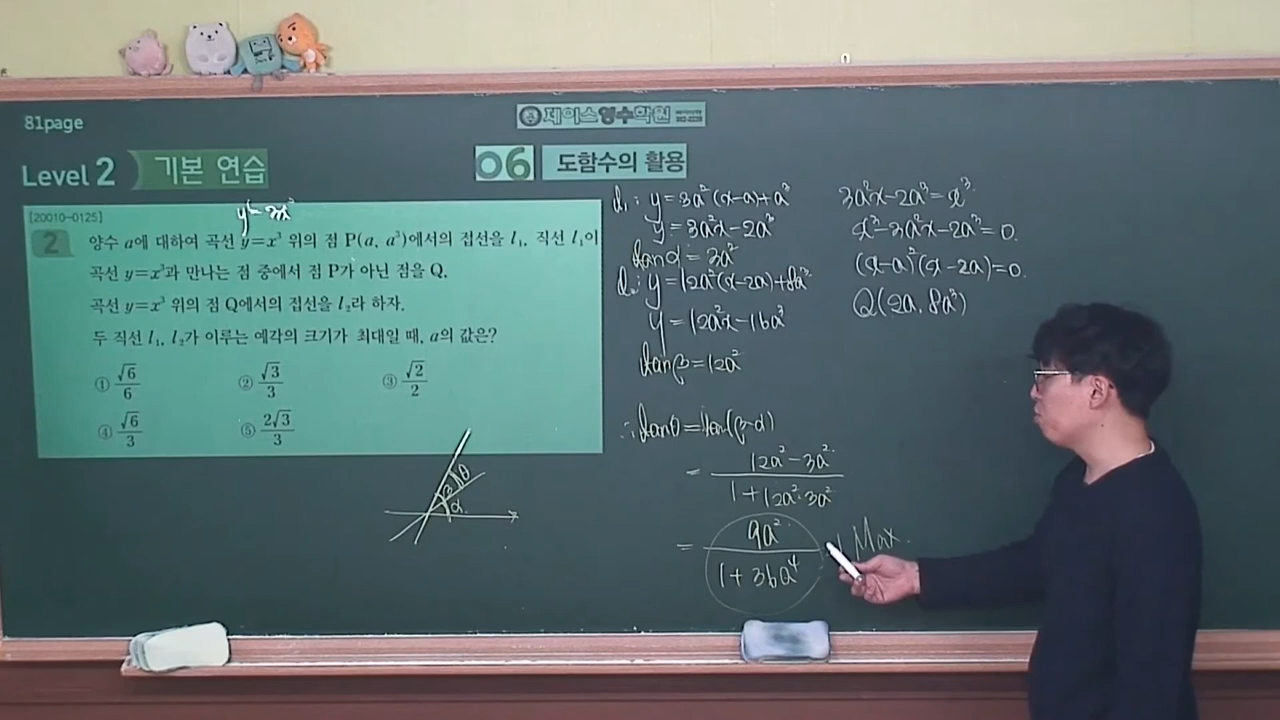 81page
제이스영수학원
Level 2 기본 연습
06 도함수의 활용
[20010-0125]
y'=3x²
2 양수 a에 대하여 곡선 y=x³ 위의 점 P(a, a³)에서의 접선을 l₁, 직선 l₁이
곡선 y=x³과 만나는 점 중에서 점 P가 아닌 점을 Q,
곡선 y=x³ 위의 점 Q에서의 접선을 l₂라 하자.
두 직선 l₁, l₂가 이루는 예각의 크기가 최대일 때, a의 값은?
① √6/6 ② √3/3 ③ √2/2
④ √6/3 ⑤ 2√3/3
β θ
α
l₁: y=3a²(x-a)+a³
y=3a²x-2a³
tanα=3a²
l₂: y=12a²(x-2a)+8a³
y=12a²x-16a³
tanβ=12a²
∴ tanθ=tan(β-α)
= (12a²-3a²)/(1+12a²·3a²)
= 9a²/(1+36a⁴) Max
3a²x-2a³=x³
x³-3a²x-2a³=0
(x-a)²(x-2a)=0
Q(2a, 8a³)